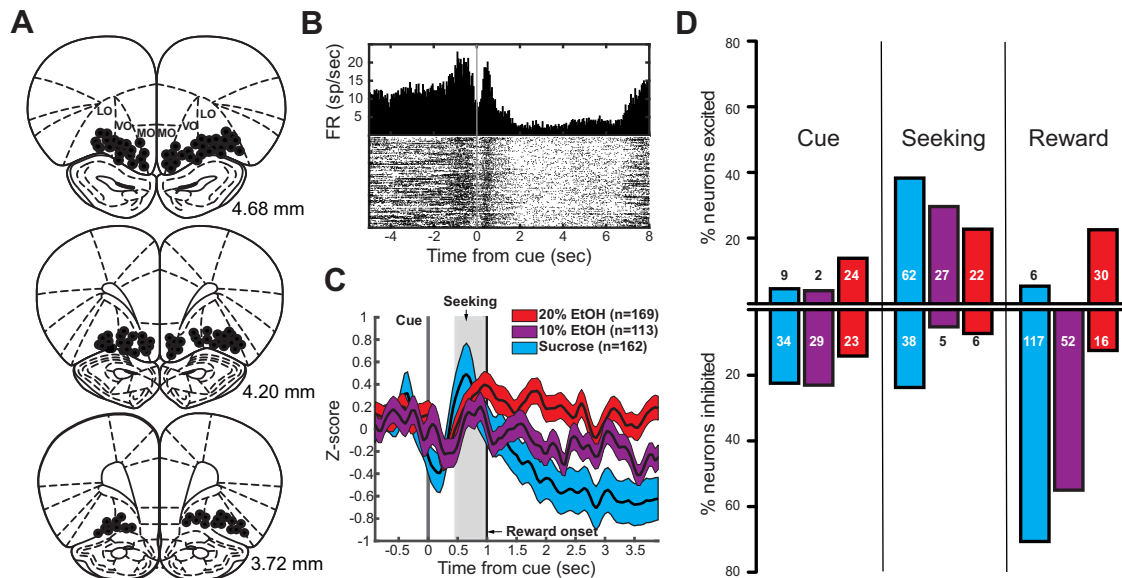 A
LO
VO
MO
MO
VO
LO
4.68 mm
4.20 mm
3.72 mm
B
FR (sp/sec)
20
15
10
5
-4
-2
0
2
4
6
8
Time from cue (sec)
C
Seeking
Cue
20% EtOH (n=169)
10% EtOH (n=113)
Sucrose (n=162)
Z-score
1
0.8
0.6
0.4
0.2
0
-0.2
-0.4
-0.6
-0.8
-1
Reward onset
-0.5
0
0.5
1
1.5
2
2.5
3
3.5
Time from cue (sec)
D
% neurons excited
80
60
40
20
Cue
Seeking
Reward
9
2
24
62
27
22
6
30
34
29
23
38
5
6
117
52
16
% neurons inhibited
20
40
60
80